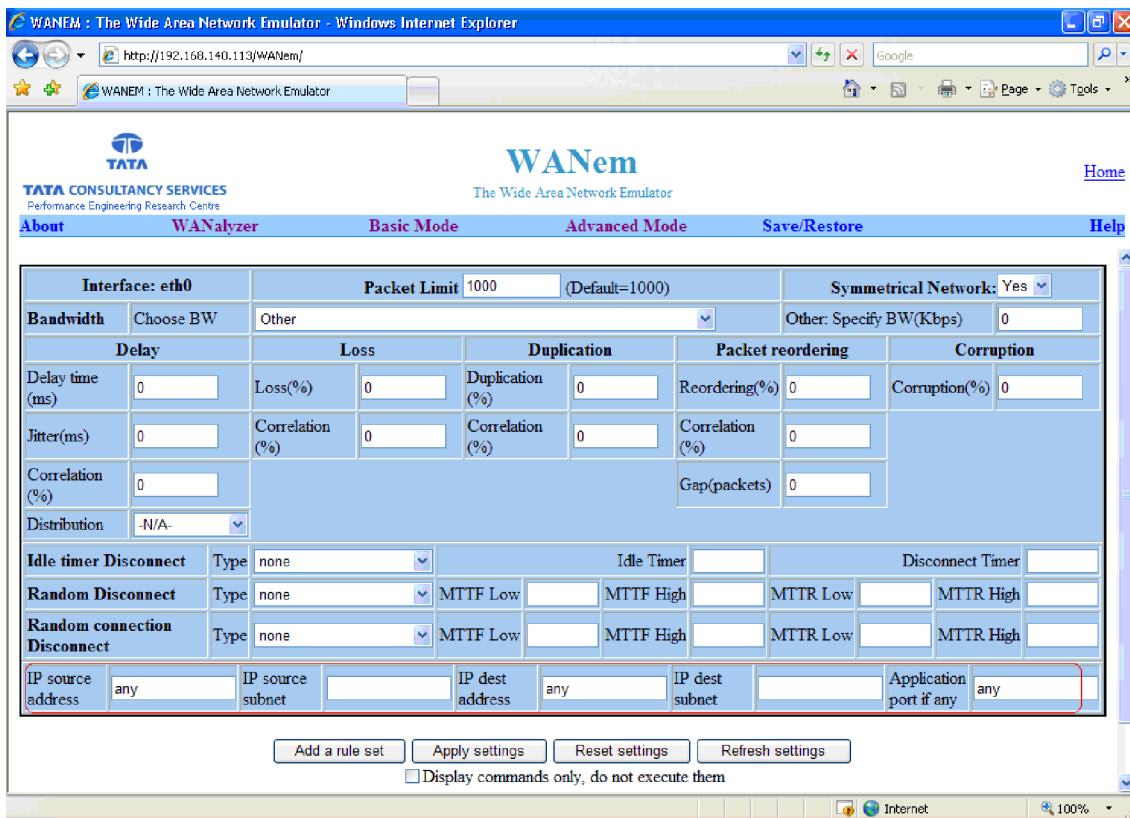 WANEM : The Wide Area Network Emulator - Windows Internet Explorer
http://192.168.140.113/WANem/
Google
WANEM : The Wide Area Network Emulator
Page
Tools
»
TATA
TATA CONSULTANCY SERVICES
Performance Engineering Research Centre
WANem
The Wide Area Network Emulator
Home
About WANalyzer Basic Mode Advanced Mode Save/Restore Help
Interface: eth0 Packet Limit 1000 (Default=1000) Symmetrical Network: Yes
Bandwidth Choose BW Other Other: Specify BW(Kbps) 0
Delay Loss Duplication Packet reordering Corruption
Delay time (ms) 0 Loss(%) 0 Duplication (%) 0 Reordering(%) 0 Corruption(%) 0
Jitter(ms) 0 Correlation (%) 0 Correlation (%) 0 Correlation (%) 0
Correlation (%) 0 Gap(packets) 0
Distribution -N/A-
Idle timer Disconnect Type none Idle Timer Disconnect Timer
Random Disconnect Type none MTTF Low MTTF High MTTR Low MTTR High
Random connection Disconnect Type none MTTF Low MTTF High MTTR Low MTTR High
IP source address any IP source subnet IP dest address any IP dest subnet Application port if any any
Add a rule set Apply settings Reset settings Refresh settings
Display commands only, do not execute them
Internet 100%